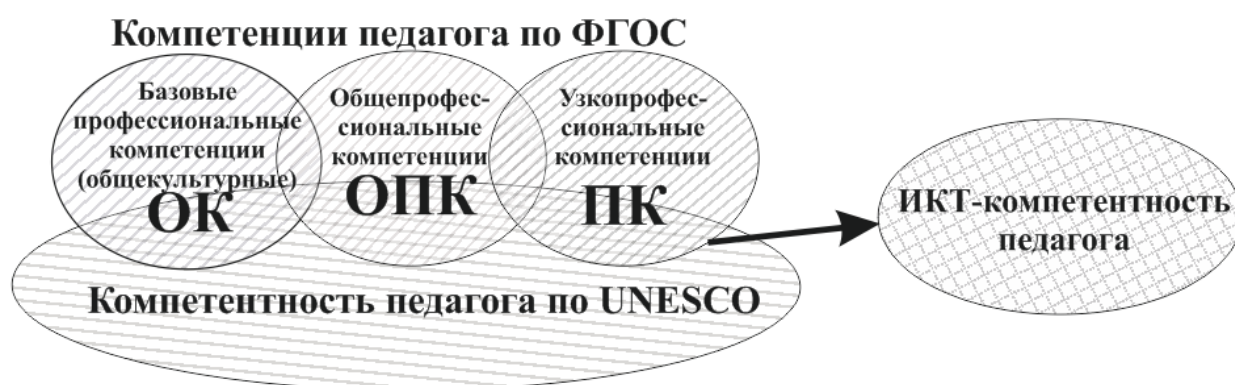 Компетенции педагога по ФГОС
Базовые
профессиональные
компетенции
(общекультурные)
ОК
Общепрофес-
сиональные
компетенции
ОПК
Узкопрофес-
сиональные
компетенции
ПК
Компетентность педагога по UNESCO
ИКТ-компетентность
педагога